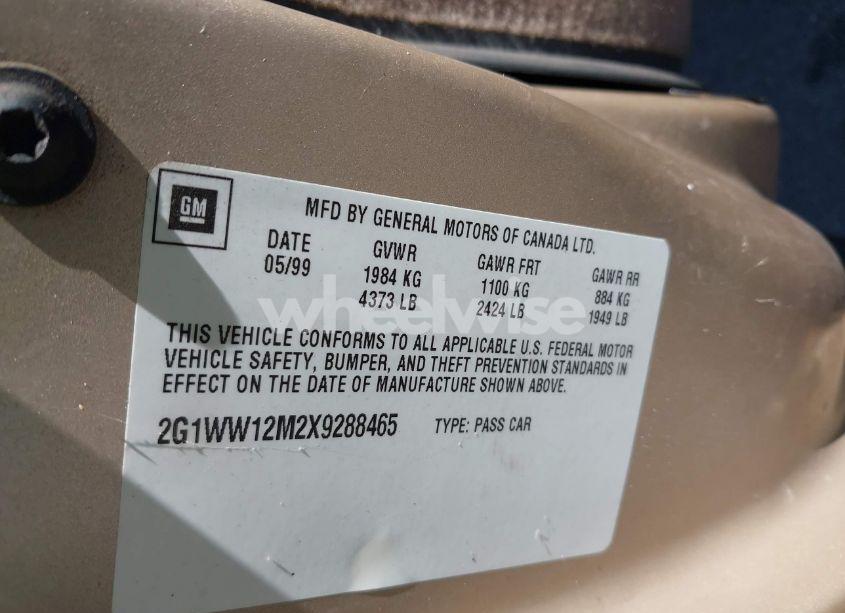 GM
MFD BY GENERAL MOTORS OF CANADA LTD.
DATE GVWR GAWR FRT GAWR RR
05/99 1984 KG 1100 KG 884 KG
4373 LB 2424 LB 1949 LB
wheelwise
THIS VEHICLE CONFORMS TO ALL APPLICABLE U.S. FEDERAL MOTOR
VEHICLE SAFETY, BUMPER, AND THEFT PREVENTION STANDARDS IN
EFFECT ON THE DATE OF MANUFACTURE SHOWN ABOVE.
2G1WW12M2X9288465 TYPE: PASS CAR